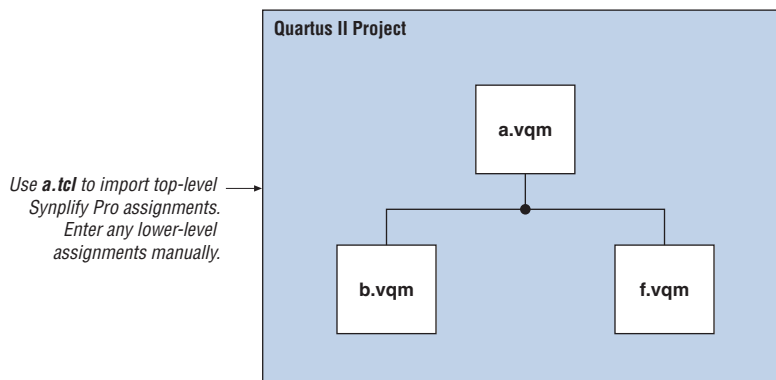 Quartus II Project
a.vqm
Use a.tcl to import top-level
Synplify Pro assignments.
Enter any lower-level
assignments manually.
b.vqm
f.vqm